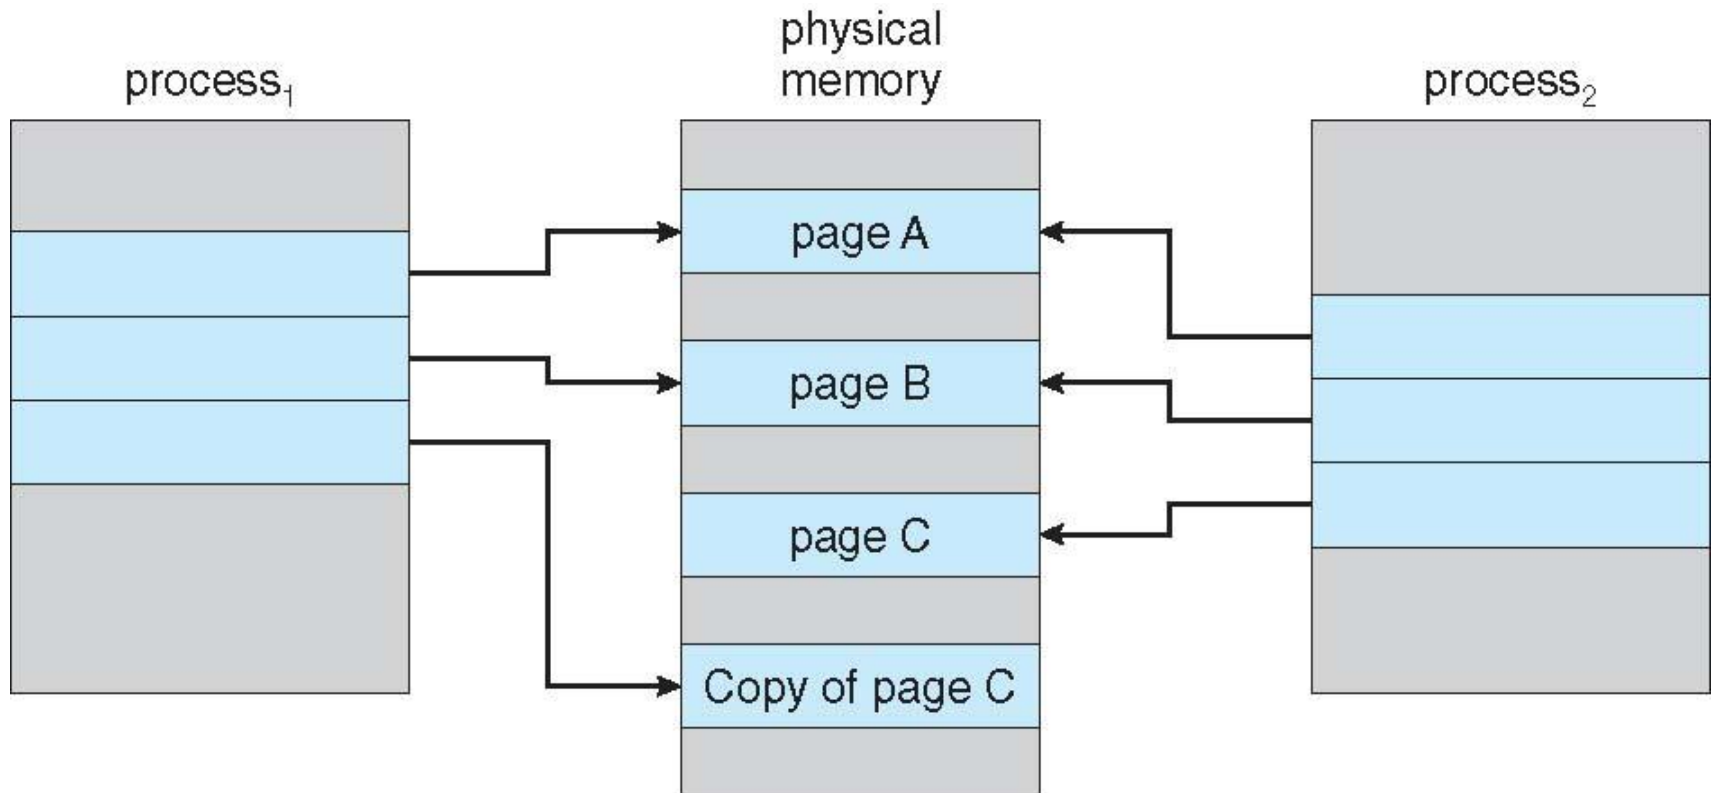 process₁
physical
memory
process₂
page A
page B
page C
Copy of page C